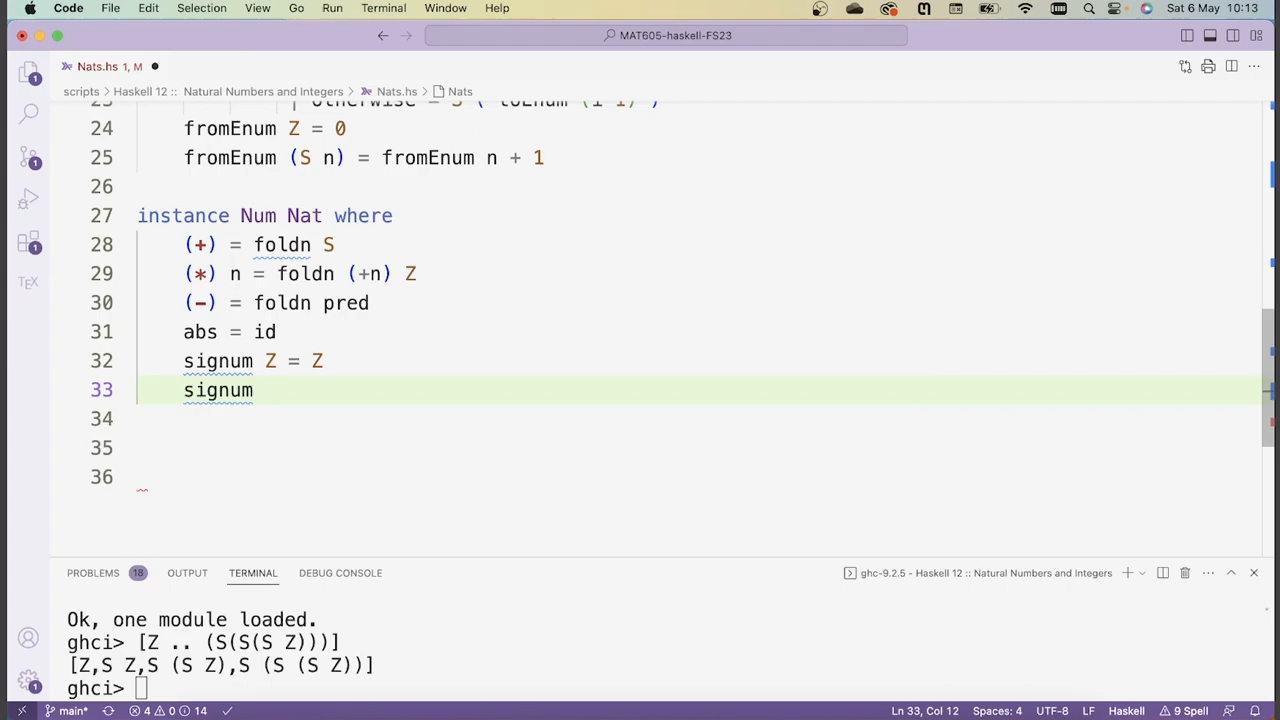 Code File Edit Selection View Go Run Terminal Window Help Sat 6 May 10:13
MAT605-haskell-FS23
Nats.hs 1, M
scripts > Haskell 12 :: Natural Numbers and Integers > Nats.hs > Nats
23 | otherwise = S ( toEnum (i-1) )
24 fromEnum Z = 0
25 fromEnum (S n) = fromEnum n + 1
26
27 instance Num Nat where
28 (+) = foldn S
29 (*) n = foldn (+n) Z
30 (-) = foldn pred
31 abs = id
32 signum Z = Z
33 signum
34
35
36
TEX
PROBLEMS 18 OUTPUT TERMINAL DEBUG CONSOLE ghc-9.2.5 - Haskell 12 :: Natural Numbers and Integers
Ok, one module loaded.
ghci> [Z .. (S(S(S Z)))]
[Z,S Z,S (S Z),S (S (S Z))]
ghci>
main* 4 0 14 Ln 33, Col 12 Spaces: 4 UTF-8 LF Haskell 9 Spell